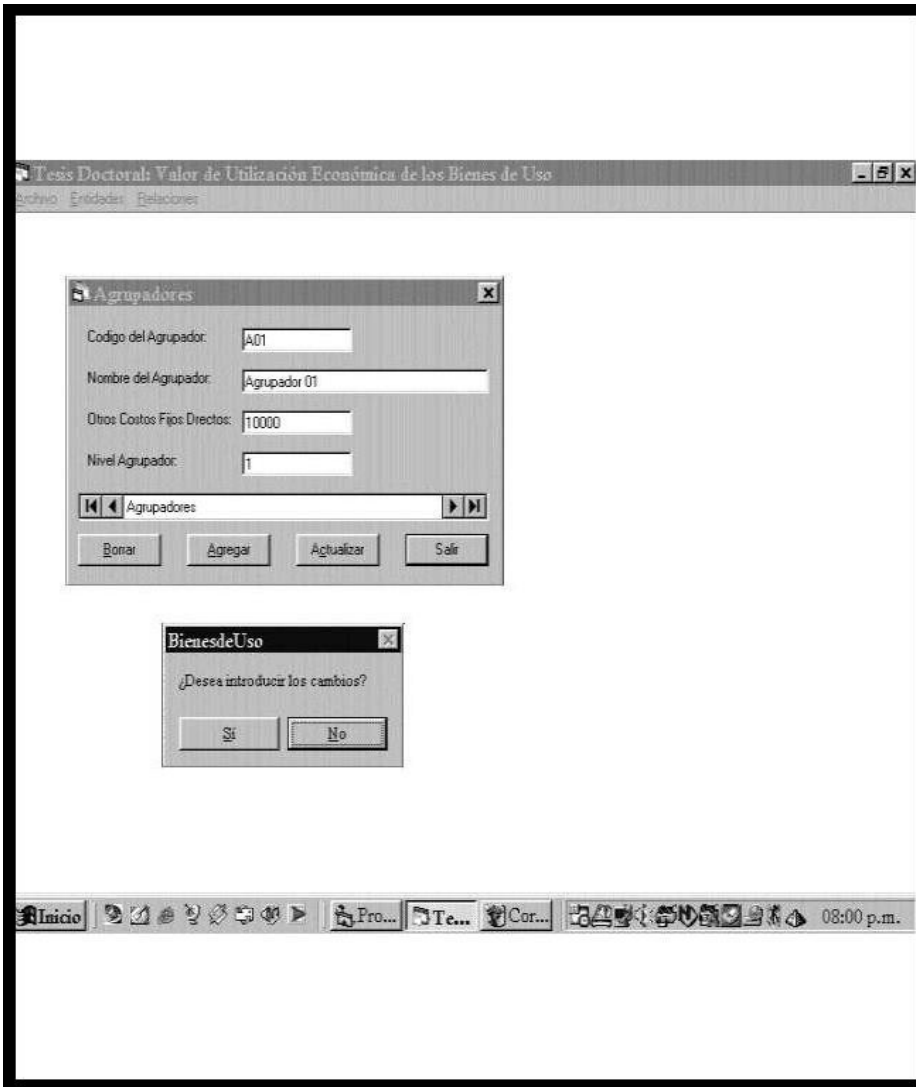 Tesis Doctoral: Valor de Utilización Económica de los Bienes de Uso
Archivo Entidades Relaciones
Agrupadores
Codigo del Agrupador: A01
Nombre del Agrupador: Agrupador 01
Otros Costos Fijos Drectos: 10000
Nivel Agrupador: 1
Agrupadores
Borrar Agregar Actualizar Salir
BienesdeUso
¿Desea introducir los cambios?
Sí No
Inicio Pro... Te... Cor... 08:00 p.m.